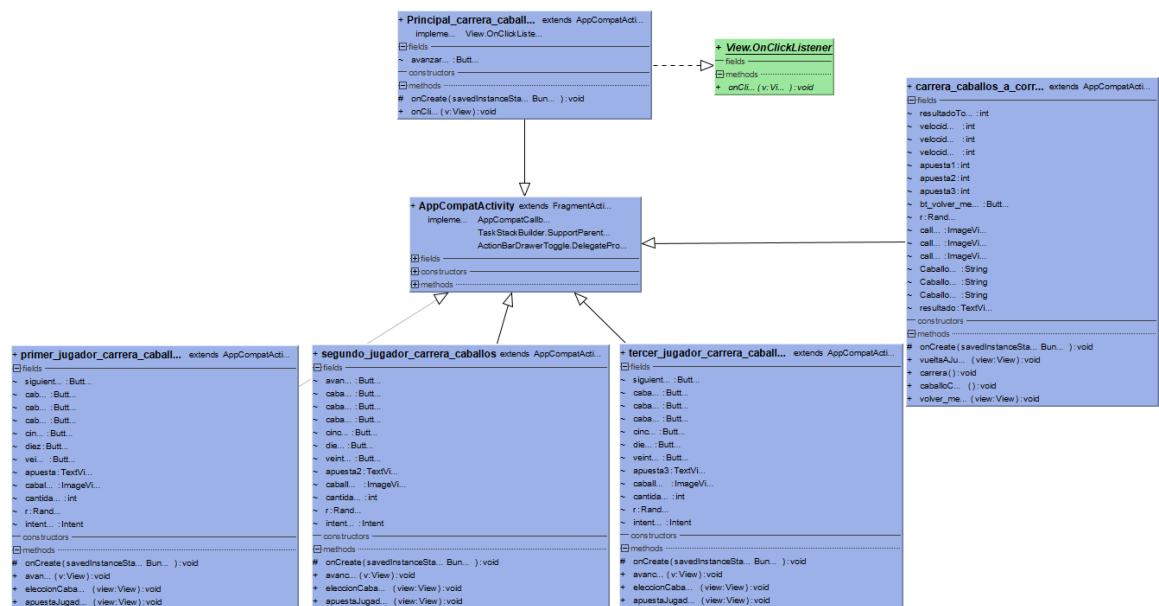 + Principal_carrera_caball... extends AppCompatActi...
impleme... View.OnClickListe...
fields
~ avanzar... :Butt...
constructors
methods
# onCreate(savedInstanceSta... Bun... ):void
+ onCli... (v:View):void
+ View.OnClickListener
fields
methods
+ onCli... (v:Vi... ):void
+ carrera_caballos_a_corr... extends AppCompatActi...
fields
~ resultadoTo... :int
~ velocid... :int
~ velocid... :int
~ velocid... :int
~ apuesta1:int
~ apuesta2:int
~ apuesta3:int
~ bt_volver_me... :Butt...
~ r:Rand...
~ call... :ImageVi...
~ call... :ImageVi...
~ call... :ImageVi...
~ Caballo... :String
~ Caballo... :String
~ Caballo... :String
~ resultado:TextVi...
constructors
methods
# onCreate(savedInstanceSta... Bun... ):void
+ vueltaAJu... (view:View):void
+ carrera():void
+ caballoC... ():void
+ volver_me... (view:View):void
+ AppCompatActivity extends FragmentActi...
impleme... AppCompatCallb...
TaskStackBuilder.SupportParent...
ActionBarDrawerToggle.DelegatePro...
fields
constructors
methods
+ primer_jugador_carrera_caball... extends AppCompatActi...
fields
~ siguient... :Butt...
~ cab... :Butt...
~ cab... :Butt...
~ cab... :Butt...
~ cin... :Butt...
~ diez:Butt...
~ vei... :Butt...
~ apuesta:TextVi...
~ cabal... :ImageVi...
~ cantida... :int
~ r:Rand...
~ intent... :Intent
constructors
methods
# onCreate(savedInstanceSta... Bun... ):void
+ avan... (v:View):void
+ eleccionCaba... (view:View):void
+ apuestaJugad... (view:View):void
+ segundo_jugador_carrera_caballos extends AppCompatActi...
fields
~ avan... :Butt...
~ caba... :Butt...
~ caba... :Butt...
~ caba... :Butt...
~ cinc... :Butt...
~ die... :Butt...
~ veint... :Butt...
~ apuesta2:TextVi...
~ caball... :ImageVi...
~ cantida... :int
~ r:Rand...
~ intent... :Intent
constructors
methods
# onCreate(savedInstanceSta... Bun... ):void
+ avanc... (v:View):void
+ eleccionCaba... (view:View):void
+ apuestaJugad... (view:View):void
+ tercer_jugador_carrera_caball... extends AppCompatActi...
fields
~ siguient... :Butt...
~ caba... :Butt...
~ caba... :Butt...
~ caba... :Butt...
~ cinc... :Butt...
~ die... :Butt...
~ veint... :Butt...
~ apuesta3:TextVi...
~ caball... :ImageVi...
~ cantida... :int
~ r:Rand...
~ intent... :Intent
constructors
methods
# onCreate(savedInstanceSta... Bun... ):void
+ avanc... (v:View):void
+ eleccionCaba... (view:View):void
+ apuestaJugad... (view:View):void